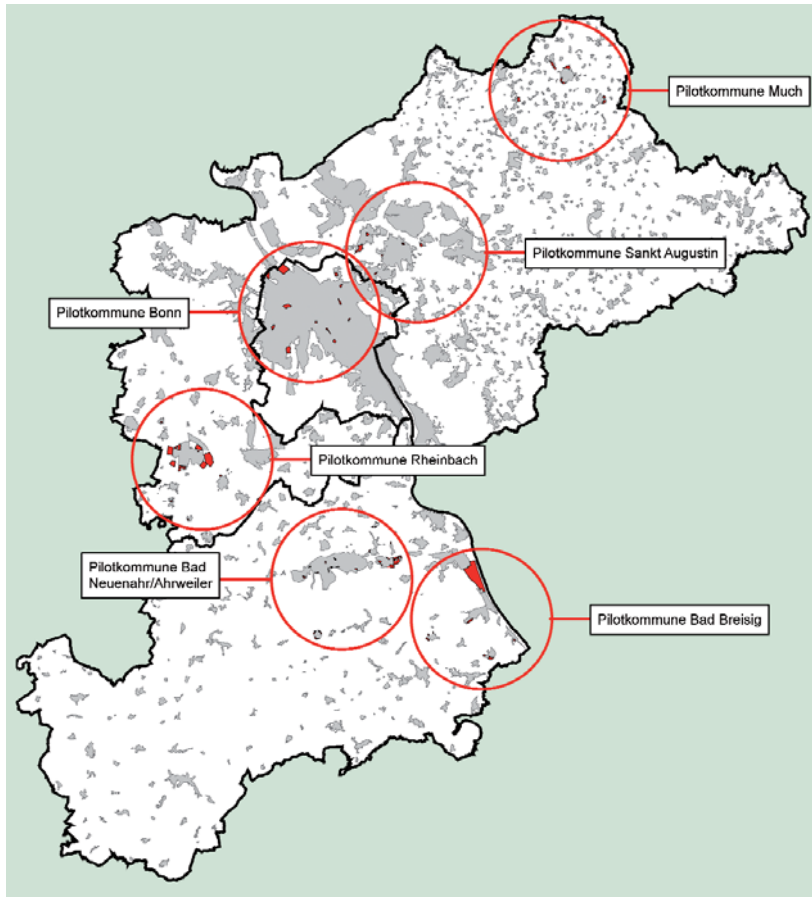 Pilotkommune Much
Pilotkommune Sankt Augustin
Pilotkommune Bonn
Pilotkommune Rheinbach
Pilotkommune Bad
Neuenahr/Ahrweiler
Pilotkommune Bad Breisig